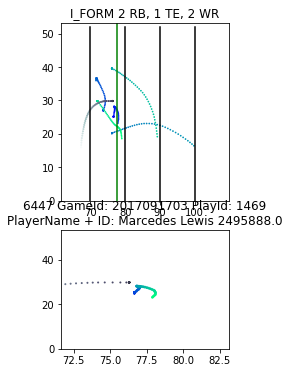 I_FORM 2 RB, 1 TE, 2 WR
50
40
30
20
10
0
70 80 90 100
6447 GameId: 2017091703 PlayId: 1469
PlayerName + ID: Marcedes Lewis 2495888.0
40
20
0
72.5 75.0 77.5 80.0 82.5